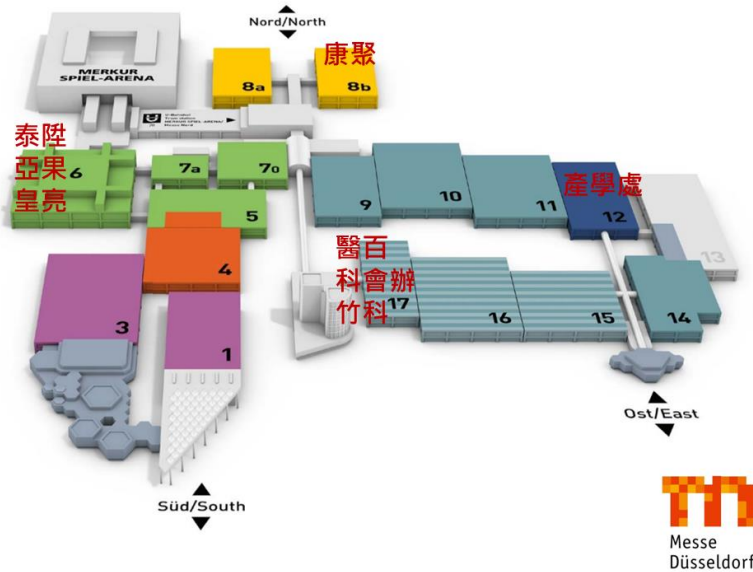 Nord/North
康聚
MERKUR
SPIEL-ARENA
8a
8b
泰陞
亞果
皇亮
6
7a
7.0
5
4
3
1
9
10
11
產學處
12
13
醫百
科會辦
竹科
17
16
15
14
Ost/East
Süd/South
Messe
Düsseldorf